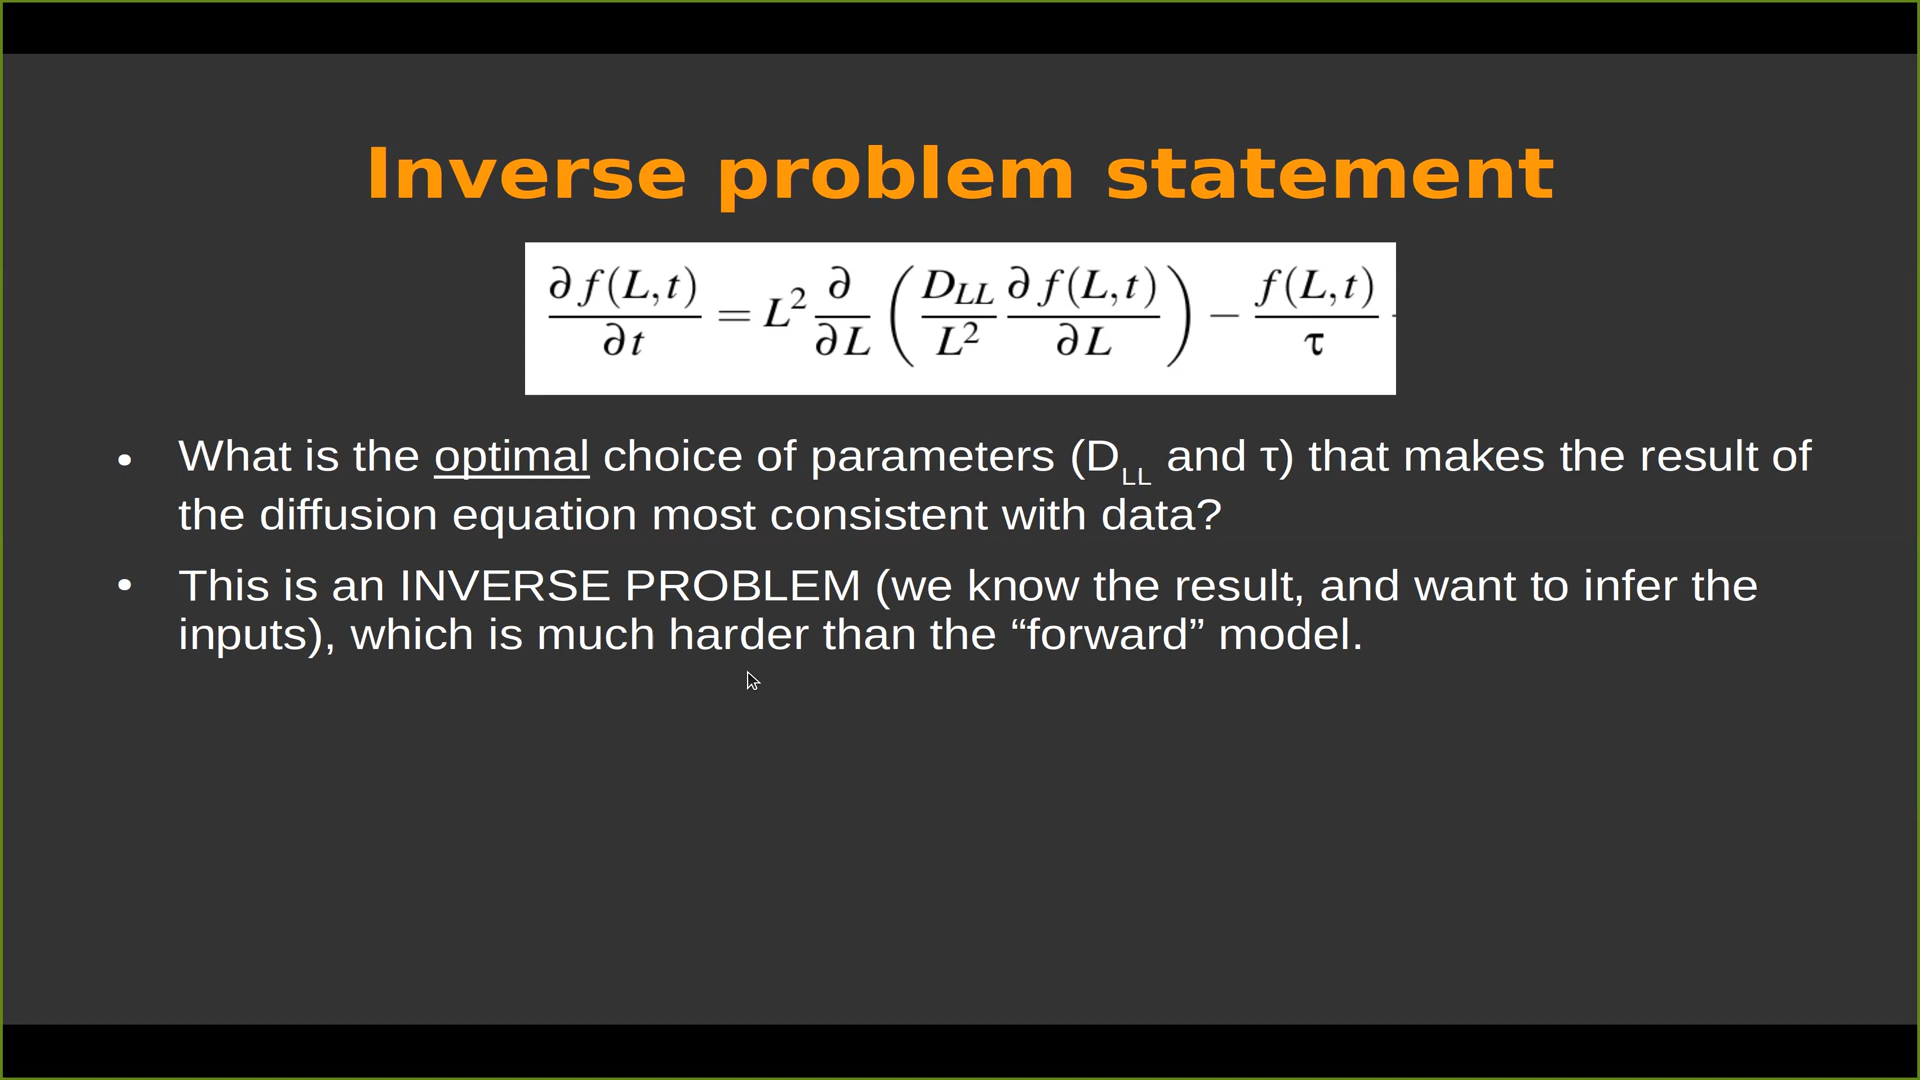 Inverse problem statement
∂f(L,t)/∂t = L² ∂/∂L (D_LL/L² ∂f(L,t)/∂L) − f(L,t)/τ
• What is the optimal choice of parameters (D_LL and τ) that makes the result of
the diffusion equation most consistent with data?
• This is an INVERSE PROBLEM (we know the result, and want to infer the
inputs), which is much harder than the “forward” model.